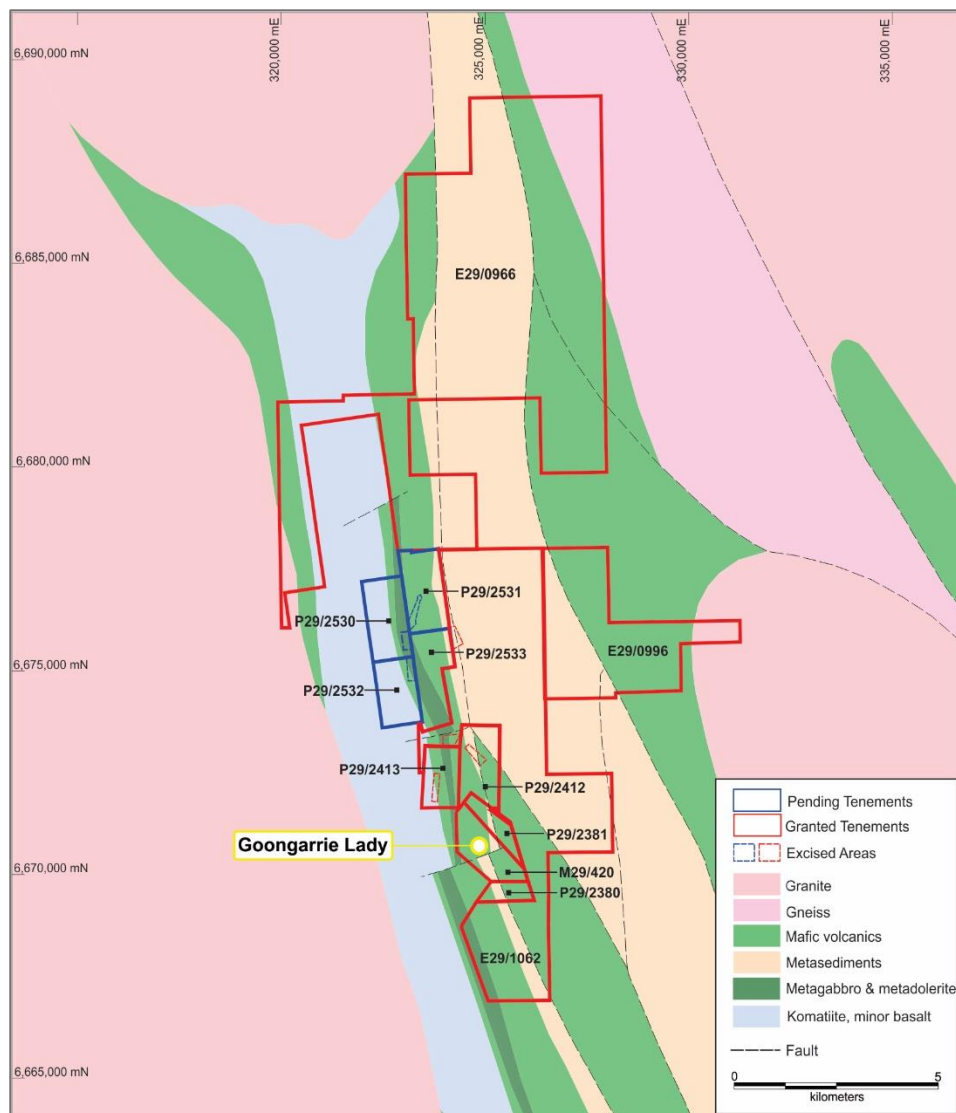 320,000 mE
325,000 mE
330,000 mE
335,000 mE
6,690,000 mN
6,685,000 mN
E29/0966
6,680,000 mN
P29/2531
P29/2530
P29/2533
E29/0996
6,675,000 mN
P29/2532
P29/2413
P29/2412
P29/2381
Goongarrie Lady
6,670,000 mN
M29/420
P29/2380
E29/1062
6,665,000 mN
Pending Tenements
Granted Tenements
Excised Areas
Granite
Gneiss
Mafic volcanics
Metasediments
Metagabbro & metadolerite
Komatiite, minor basalt
Fault
0 5
kilometers